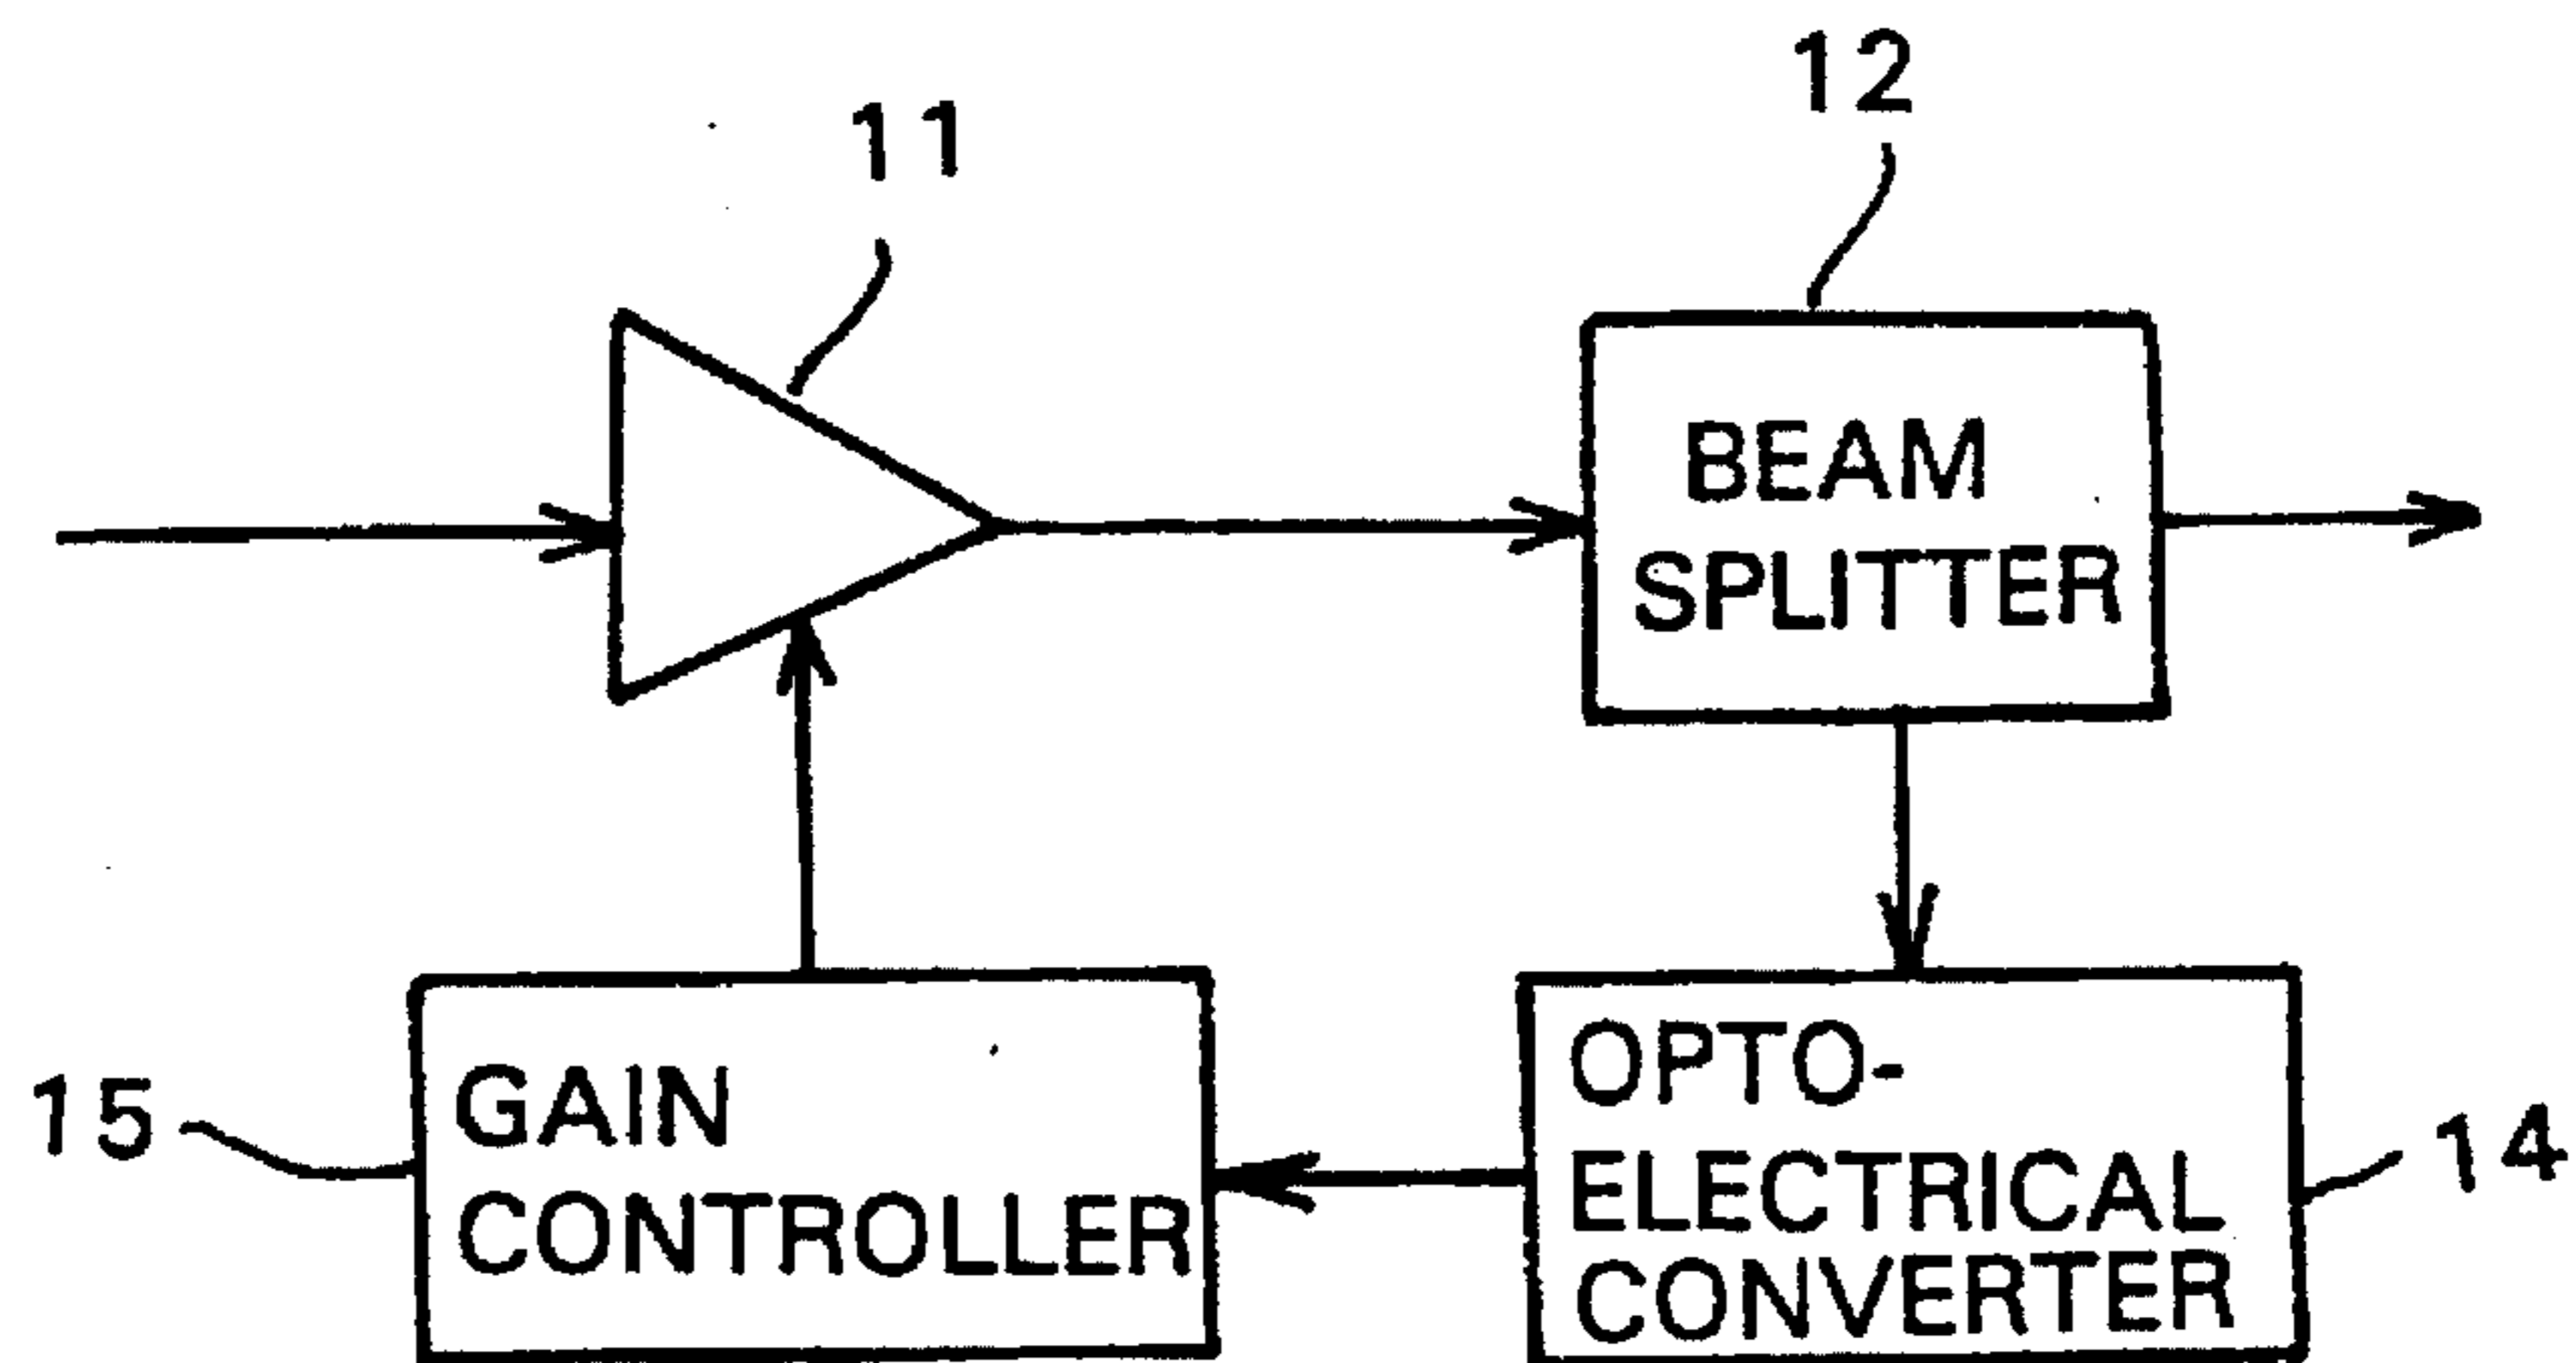 11
12
BEAM
SPLITTER
15
GAIN
CONTROLLER
OPTO-
ELECTRICAL
CONVERTER
14